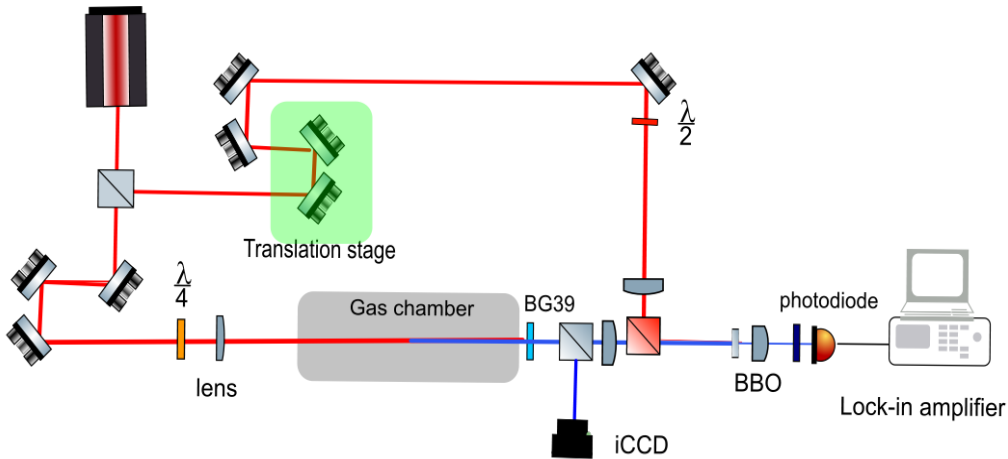 λ
2
Translation stage
λ
4
Gas chamber
BG39
photodiode
lens
BBO
iCCD
Lock-in amplifier